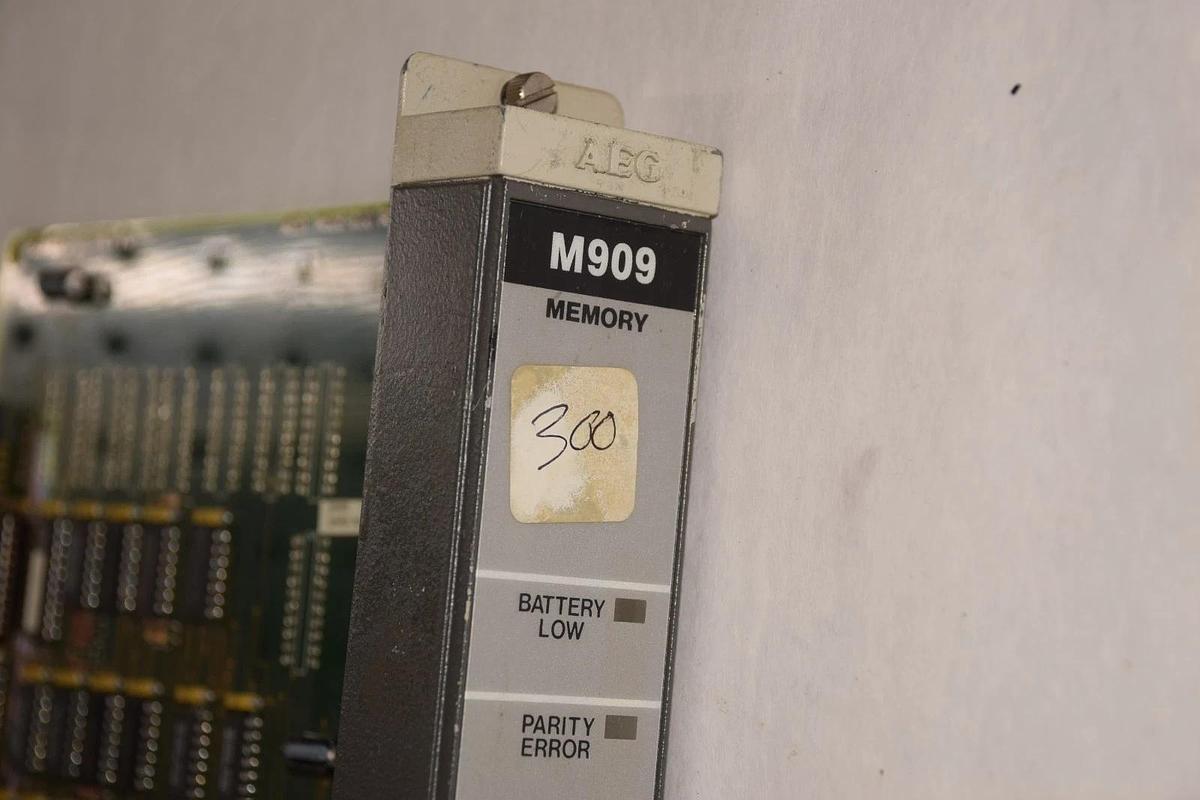 AEG
M909
MEMORY
300
BATTERY
LOW
PARITY
ERROR